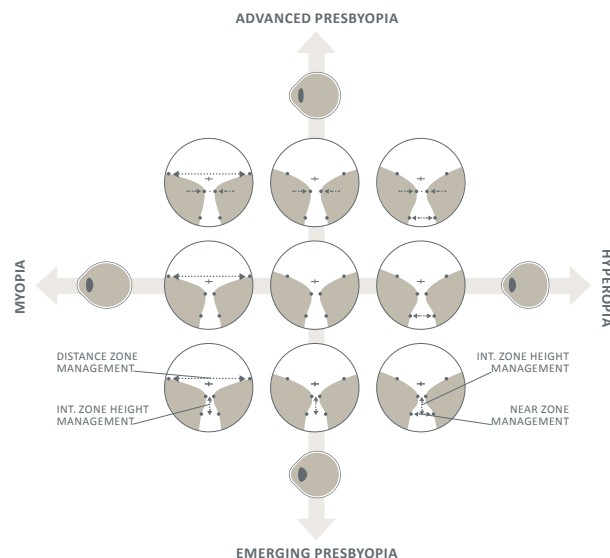 ADVANCED PRESBYOPIA
MYOPIA
HYPEROPIA
DISTANCE ZONE
MANAGEMENT
INT. ZONE HEIGHT
MANAGEMENT
INT. ZONE HEIGHT
MANAGEMENT
NEAR ZONE
MANAGEMENT
EMERGING PRESBYOPIA